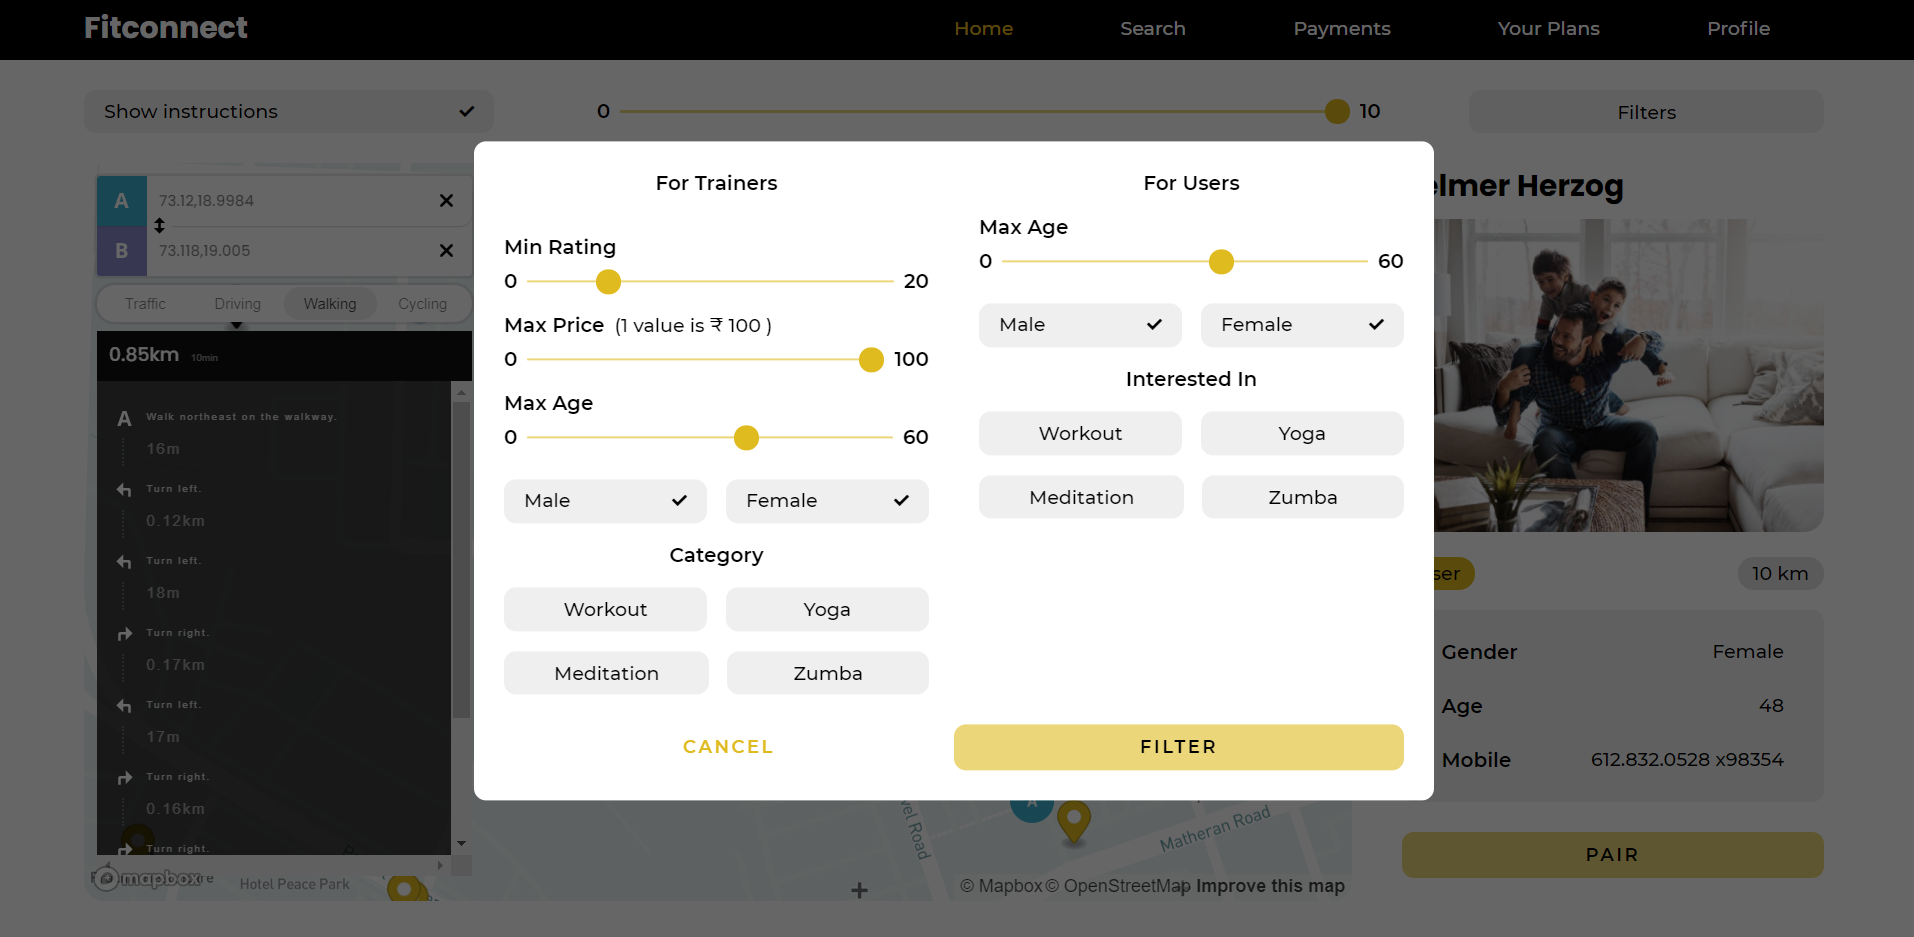 Fitconnect
Home Search Payments Your Plans Profile
Show instructions
0 10
Filters
A 73.12,18.9984
B 73.118,19.005
Traffic Driving Walking Cycling
0.85km 10min
A Walk northeast on the walkway.
16m
Turn left.
0.12km
Turn left.
18m
Turn right.
0.17km
Turn left.
17m
Turn right.
0.16km
Turn right.
mapbox
Hotel Peace Park
For Trainers
Min Rating
0 20
Max Price (1 value is ₹ 100 )
0 100
Max Age
0 60
Male Female
Category
Workout Yoga
Meditation Zumba
CANCEL
For Users
Max Age
0 60
Male Female
Interested In
Workout Yoga
Meditation Zumba
FILTER
A
Road
Matheran Road
© Mapbox © OpenStreetMap Improve this map
elmer Herzog
ser 10 km
Gender Female
Age 48
Mobile 612.832.0528 x98354
PAIR